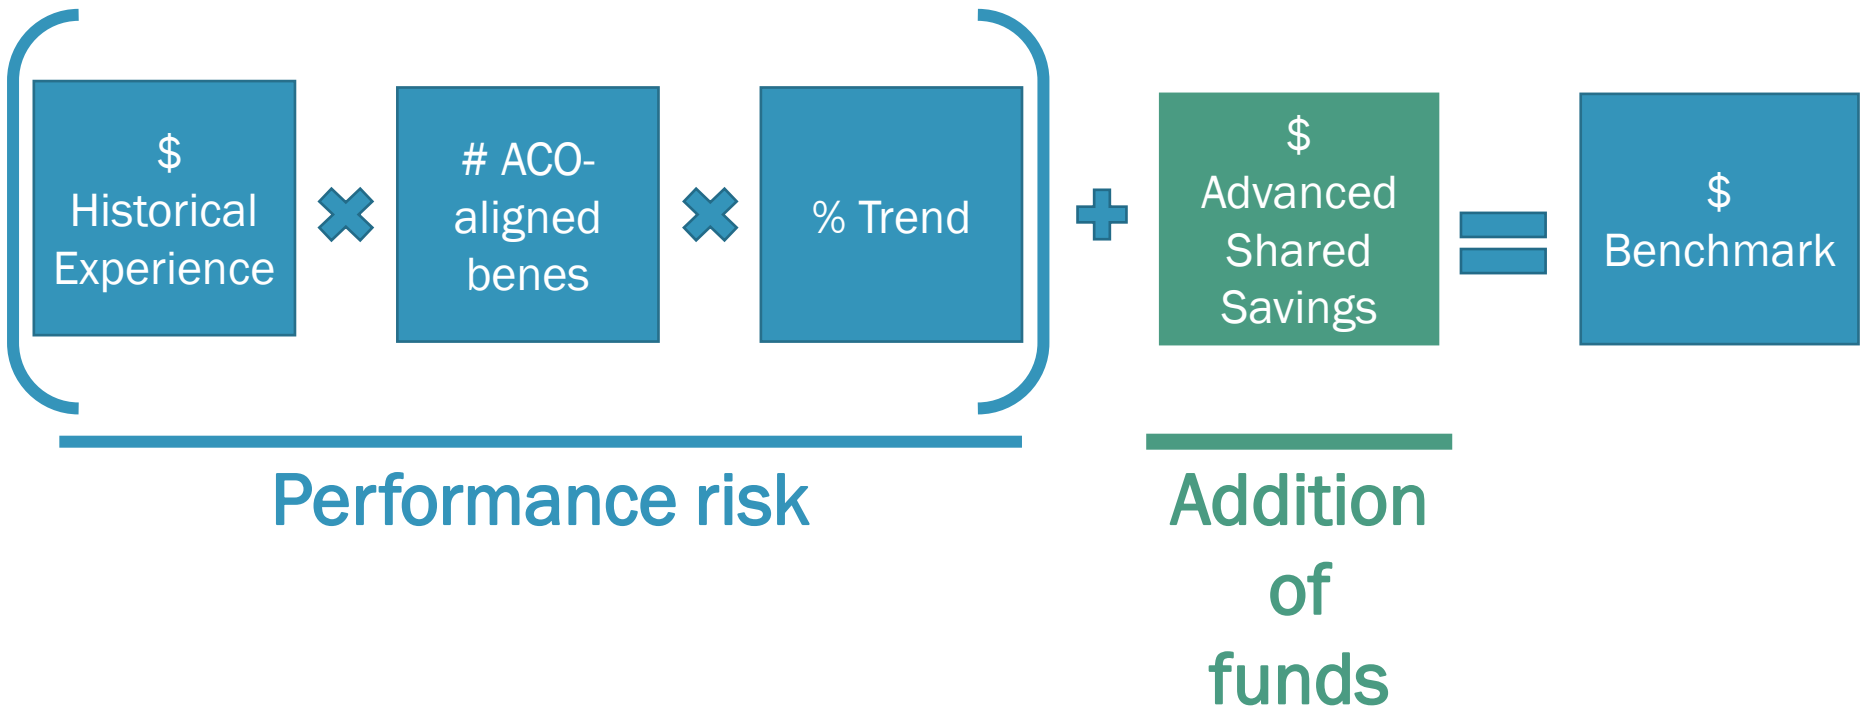 $
Historical
Experience
# ACO-
aligned
benes
% Trend
$
Advanced
Shared
Savings
$
Benchmark
Performance risk
Addition
of
funds